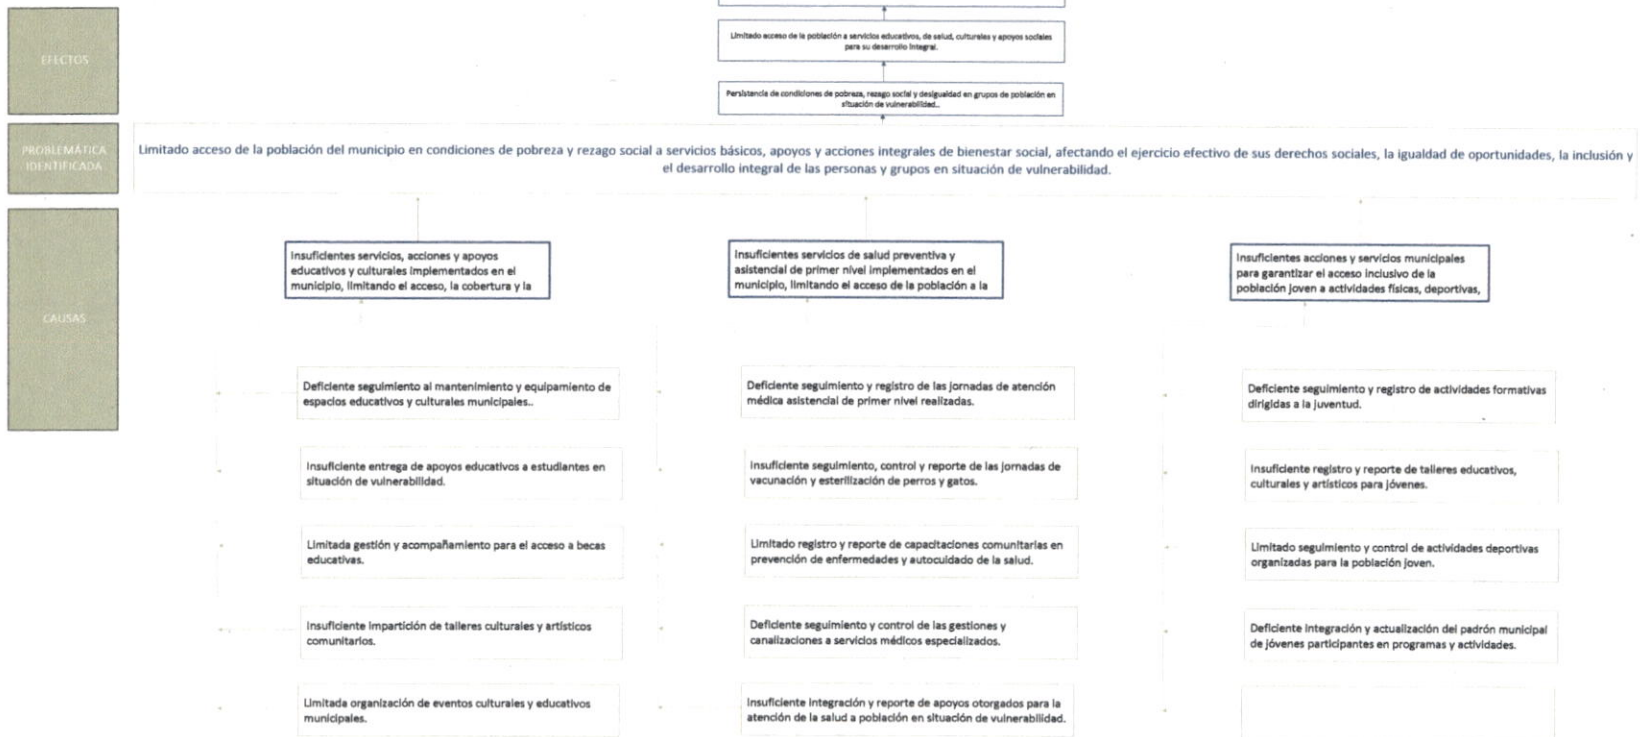 EFECTOS
Limitado acceso de la población a servicios educativos, de salud, culturales y apoyos sociales
para su desarrollo integral.
Persistencia de condiciones de pobreza, rezago social y desigualdad en grupos de población en
situación de vulnerabilidad..
PROBLEMÁTICA
IDENTIFICADA
Limitado acceso de la población del municipio en condiciones de pobreza y rezago social a servicios básicos, apoyos y acciones integrales de bienestar social, afectando el ejercicio efectivo de sus derechos sociales, la igualdad de oportunidades, la inclusión y
el desarrollo integral de las personas y grupos en situación de vulnerabilidad.
CAUSAS
Insuficientes servicios, acciones y apoyos
educativos y culturales implementados en el
municipio, limitando el acceso, la cobertura y la
Deficiente seguimiento al mantenimiento y equipamiento de
espacios educativos y culturales municipales..
Insuficiente entrega de apoyos educativos a estudiantes en
situación de vulnerabilidad.
Limitada gestión y acompañamiento para el acceso a becas
educativas.
Insuficiente impartición de talleres culturales y artísticos
comunitarios.
Limitada organización de eventos culturales y educativos
municipales.
Insuficientes servicios de salud preventiva y
asistencial de primer nivel implementados en el
municipio, limitando el acceso de la población a la
Deficiente seguimiento y registro de las jornadas de atención
médica asistencial de primer nivel realizadas.
Insuficiente seguimiento, control y reporte de las jornadas de
vacunación y esterilización de perros y gatos.
Limitado registro y reporte de capacitaciones comunitarias en
prevención de enfermedades y autocuidado de la salud.
Deficiente seguimiento y control de las gestiones y
canalizaciones a servicios médicos especializados.
Insuficiente integración y reporte de apoyos otorgados para la
atención de la salud a población en situación de vulnerabilidad.
Insuficientes acciones y servicios municipales
para garantizar el acceso inclusivo de la
población joven a actividades físicas, deportivas,
Deficiente seguimiento y registro de actividades formativas
dirigidas a la juventud.
Insuficiente registro y reporte de talleres educativos,
culturales y artísticos para jóvenes.
Limitado seguimiento y control de actividades deportivas
organizadas para la población joven.
Deficiente integración y actualización del padrón municipal
de jóvenes participantes en programas y actividades.